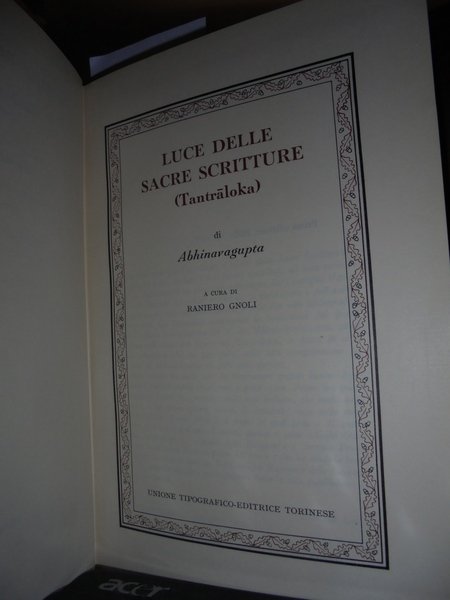 LUCE DELLE
SACRE SCRITTURE
(Tantrāloka)
di
Abhinavagupta
A CURA DI
RANIERO GNOLI
UNIONE TIPOGRAFICO-EDITRICE TORINESE
acer